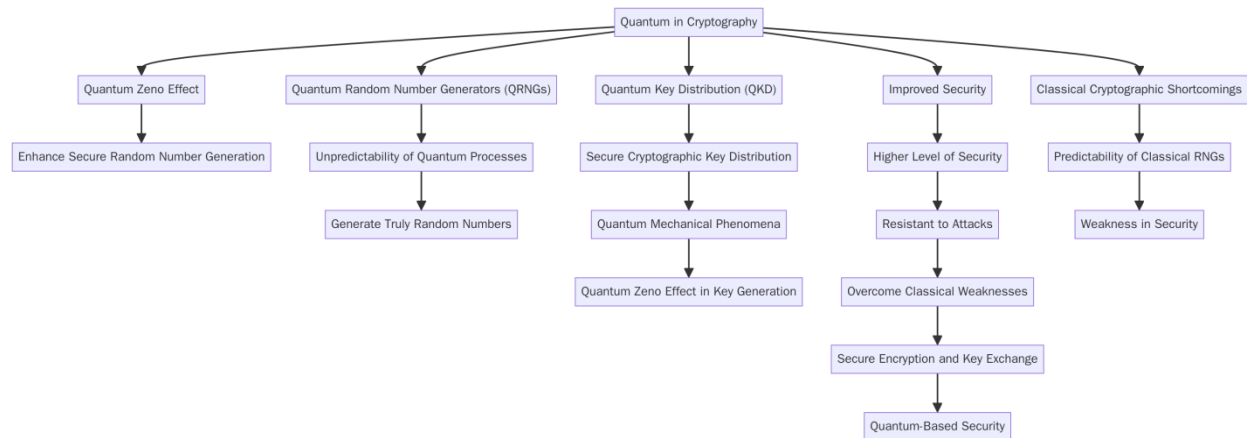 Quantum in Cryptography
Quantum Zeno Effect
Quantum Random Number Generators (QRNGs)
Quantum Key Distribution (QKD)
Improved Security
Classical Cryptographic Shortcomings
Enhance Secure Random Number Generation
Unpredictability of Quantum Processes
Secure Cryptographic Key Distribution
Higher Level of Security
Predictability of Classical RNGs
Generate Truly Random Numbers
Quantum Mechanical Phenomena
Resistant to Attacks
Weakness in Security
Quantum Zeno Effect in Key Generation
Overcome Classical Weaknesses
Secure Encryption and Key Exchange
Quantum-Based Security